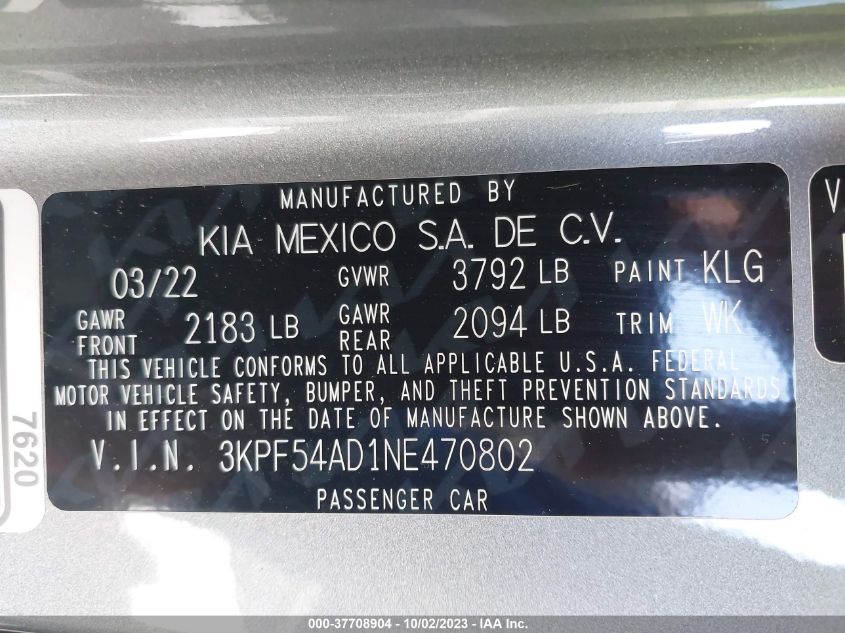 MANUFACTURED BY
KIA MEXICO S.A. DE C.V.
03/22 GVWR 3792 LB PAINT KLG
GAWR FRONT 2183 LB GAWR REAR 2094 LB TRIM WK
THIS VEHICLE CONFORMS TO ALL APPLICABLE U.S.A. FEDERAL
MOTOR VEHICLE SAFETY, BUMPER, AND THEFT PREVENTION STANDARDS
IN EFFECT ON THE DATE OF MANUFACTURE SHOWN ABOVE.
V.I.N. 3KPF54AD1NE470802
PASSENGER CAR
7620
V
000-37708904 - 10/02/2023 - IAA Inc.